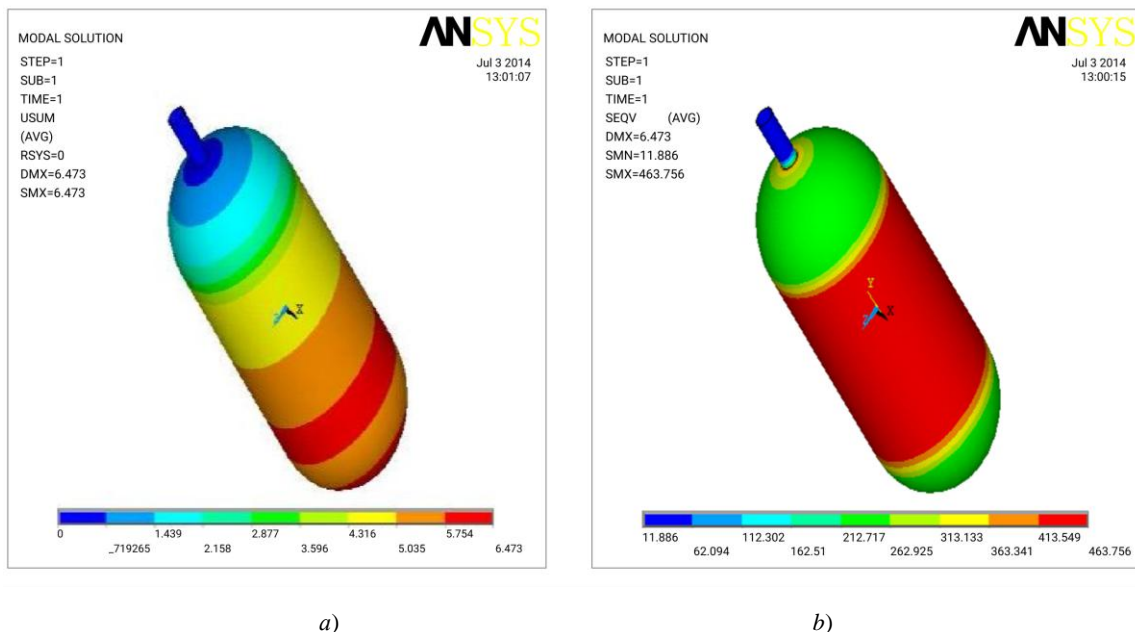 ANSYS
MODAL SOLUTION
Jul 3 2014
13:01:07
STEP=1
SUB=1
TIME=1
USUM
(AVG)
RSYS=0
DMX=6.473
SMX=6.473
X
Z
0 1.439 2.877 4.316 5.754
_719265 2.158 3.596 5.035 6.473
a)
ANSYS
MODAL SOLUTION
Jul 3 2014
13:00:15
STEP=1
SUB=1
TIME=1
SEQV (AVG)
DMX=6.473
SMN=11.886
SMX=463.756
Y
X
Z
11.886 112.302 212.717 313.133 413.549
62.094 162.51 262.925 363.341 463.756
b)